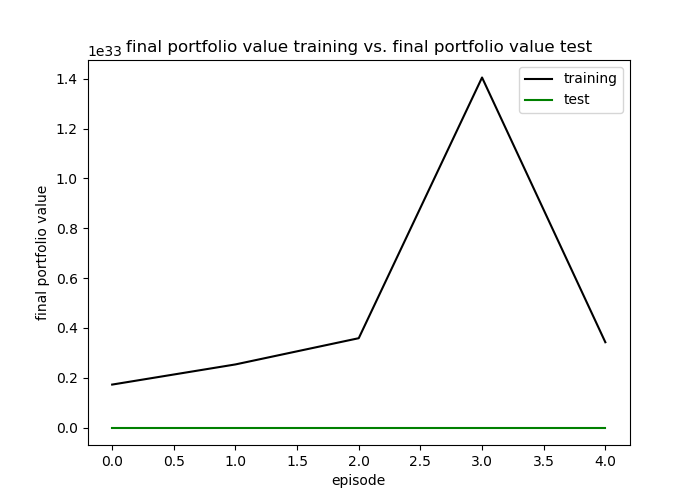 final portfolio value training vs. final portfolio value test
1e33
training
test
1.4
1.2
1.0
0.8
0.6
0.4
0.2
0.0
final portfolio value
0.0 0.5 1.0 1.5 2.0 2.5 3.0 3.5 4.0
episode